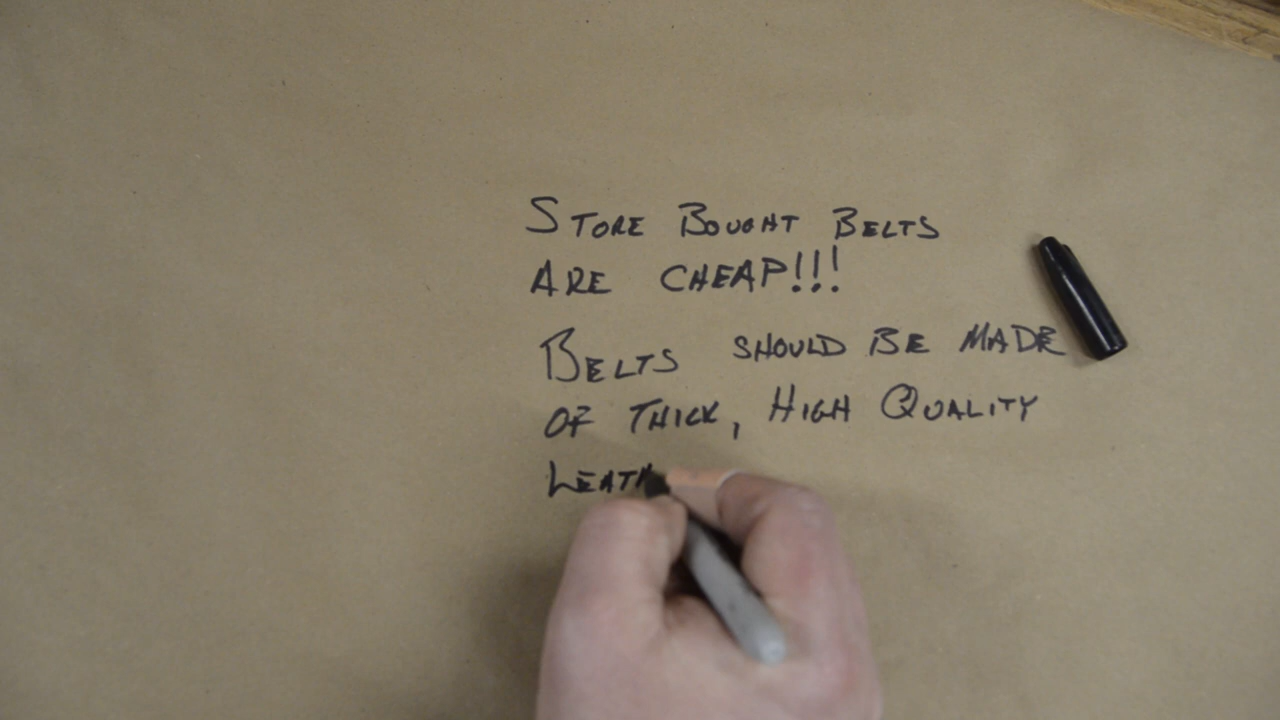 STORE BOUGHT BELTS
ARE CHEAP!!!
BELTS SHOULD BE MADE
OF THICK, HIGH QUALITY
LEATH